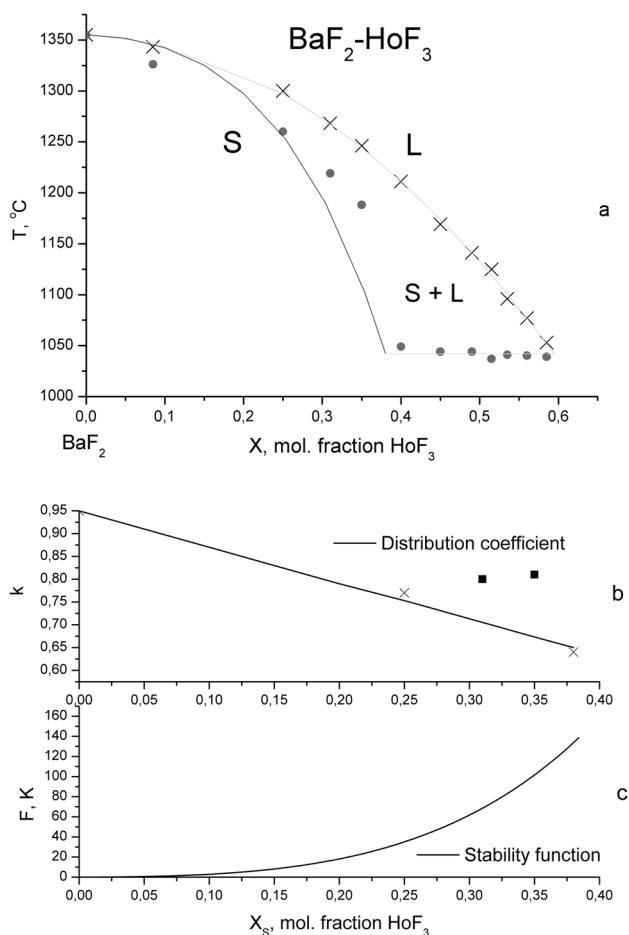 1350
BaF₂-HoF₃
1300
1250
S
L
1200
T, °C
a
1150
1100
S + L
1050
1000
0,0 0,1 0,2 0,3 0,4 0,5 0,6
BaF₂
X, mol. fraction HoF₃
0,95
0,90
Distribution coefficient
0,85
0,80
k
b
0,75
0,70
0,65
0,60
0,00 0,05 0,10 0,15 0,20 0,25 0,30 0,35 0,40
160
140
120
100
F, K
c
80
60
40
Stability function
20
0
0,00 0,05 0,10 0,15 0,20 0,25 0,30 0,35 0,40
Xₛ, mol. fraction HoF₃